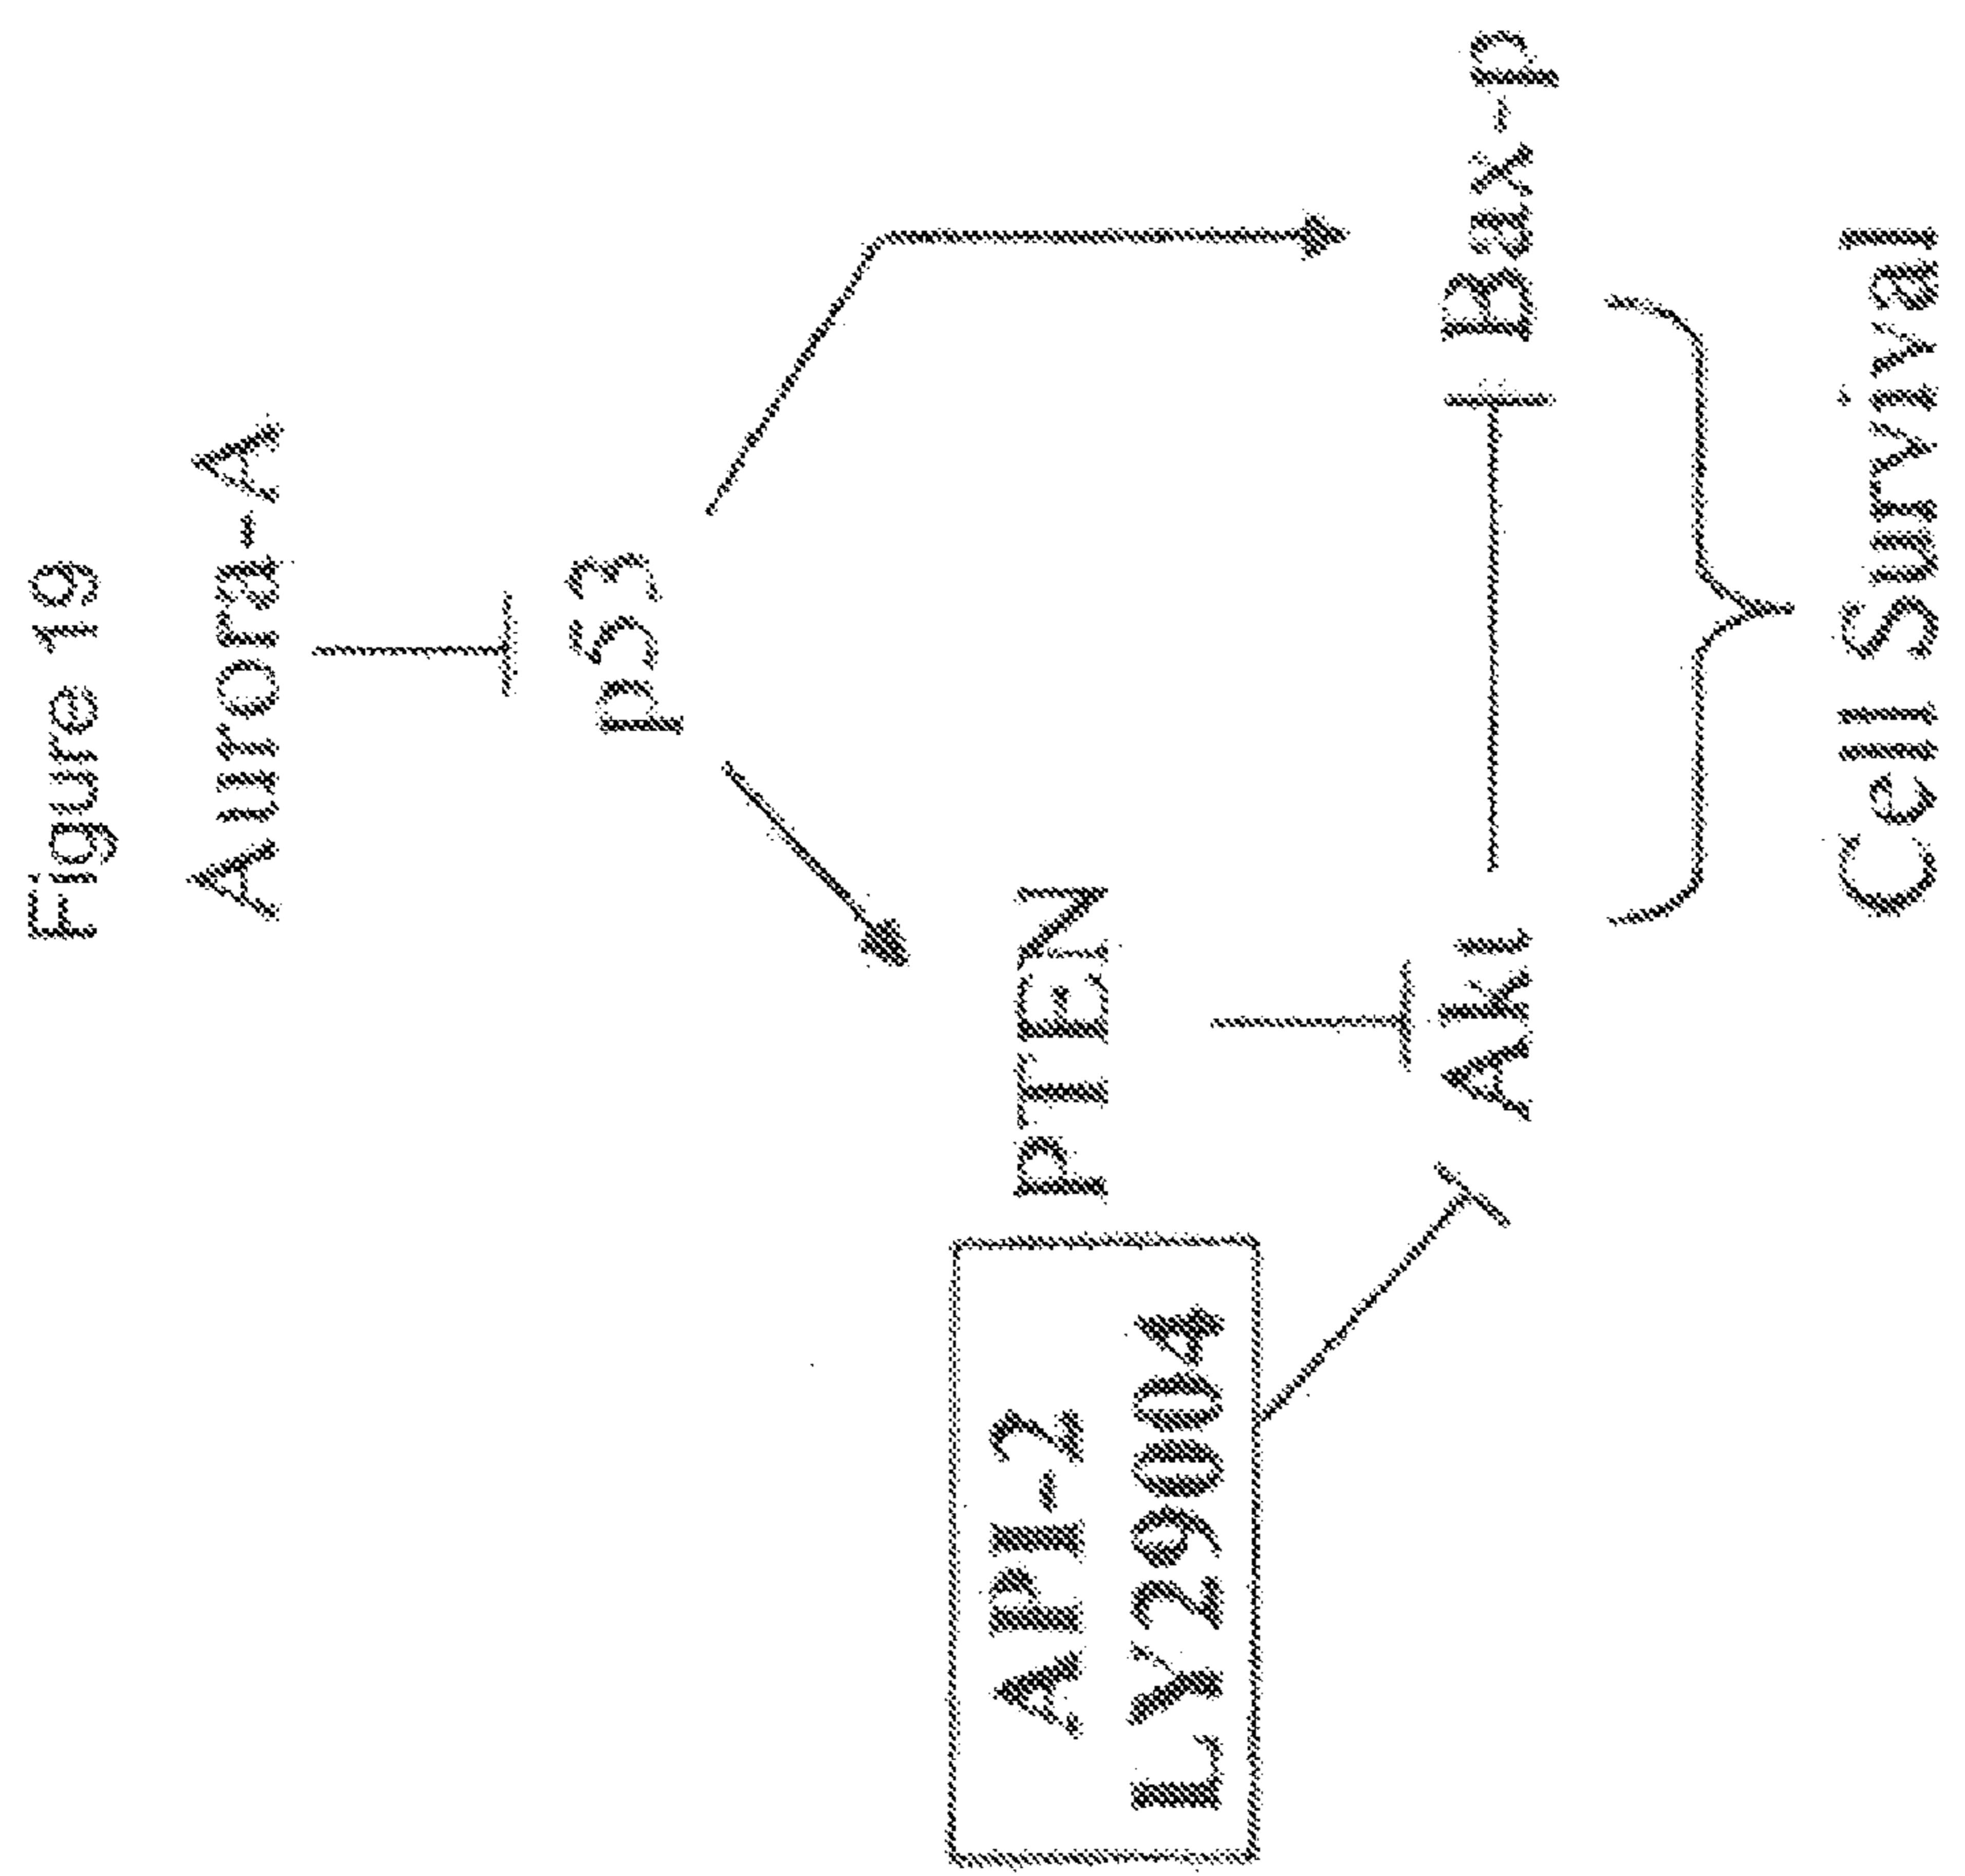 Figure 19
Aurora-A
p53
PTEN
API-2
LY29004
Akt
Bax-p
Cell Survival